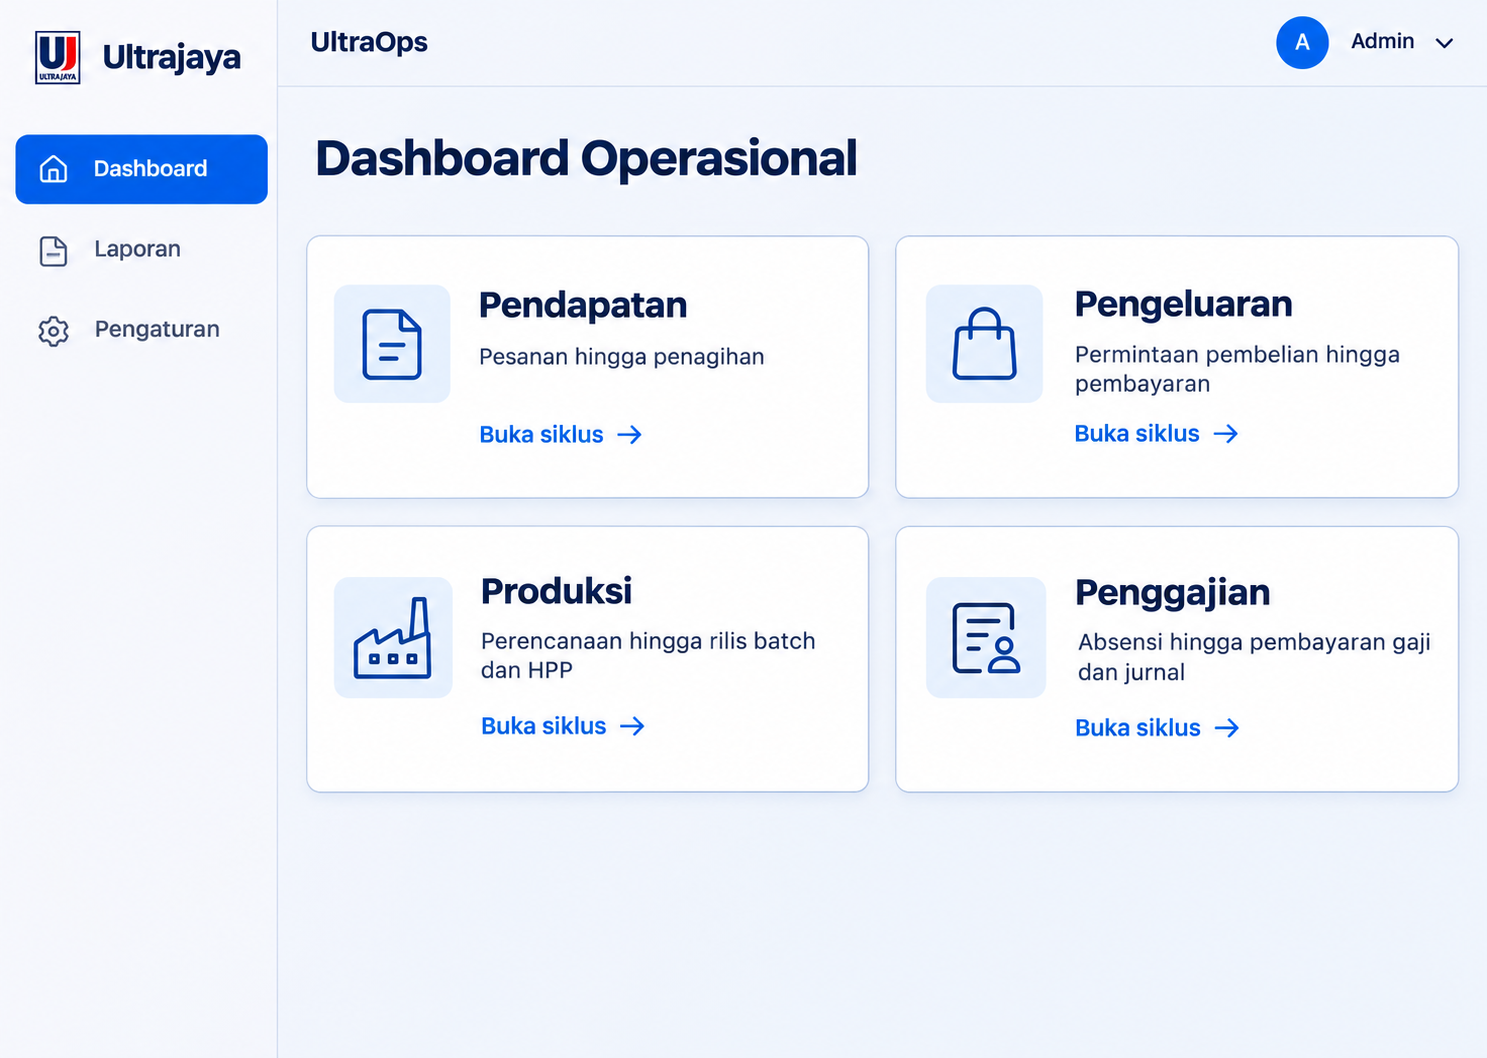 UJ
ULTRAJAYA
Ultrajaya
Dashboard
Laporan
Pengaturan
UltraOps
A
Admin
Dashboard Operasional
Pendapatan
Pesanan hingga penagihan
Buka siklus →
Pengeluaran
Permintaan pembelian hingga
pembayaran
Buka siklus →
Produksi
Perencanaan hingga rilis batch
dan HPP
Buka siklus →
Penggajian
Absensi hingga pembayaran gaji
dan jurnal
Buka siklus →